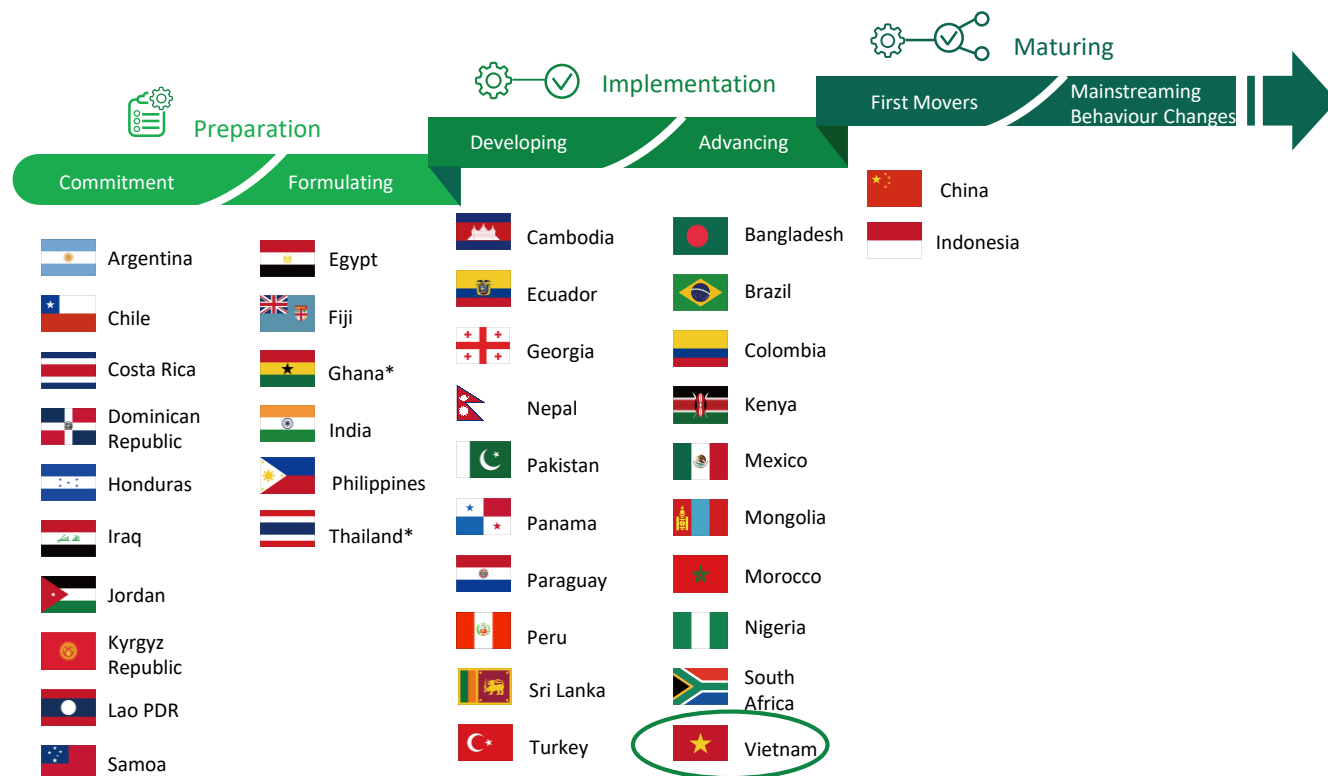 Preparation
Commitment
Formulating
Argentina
Chile
Costa Rica
Dominican
Republic
Honduras
Iraq
Jordan
Kyrgyz
Republic
Lao PDR
Samoa
Egypt
Fiji
Ghana*
India
Philippines
Thailand*
Implementation
Developing
Advancing
Cambodia
Ecuador
Georgia
Nepal
Pakistan
Panama
Paraguay
Peru
Sri Lanka
Turkey
Bangladesh
Brazil
Colombia
Kenya
Mexico
Mongolia
Morocco
Nigeria
South
Africa
Vietnam
Maturing
First Movers
Mainstreaming
Behaviour Changes
China
Indonesia